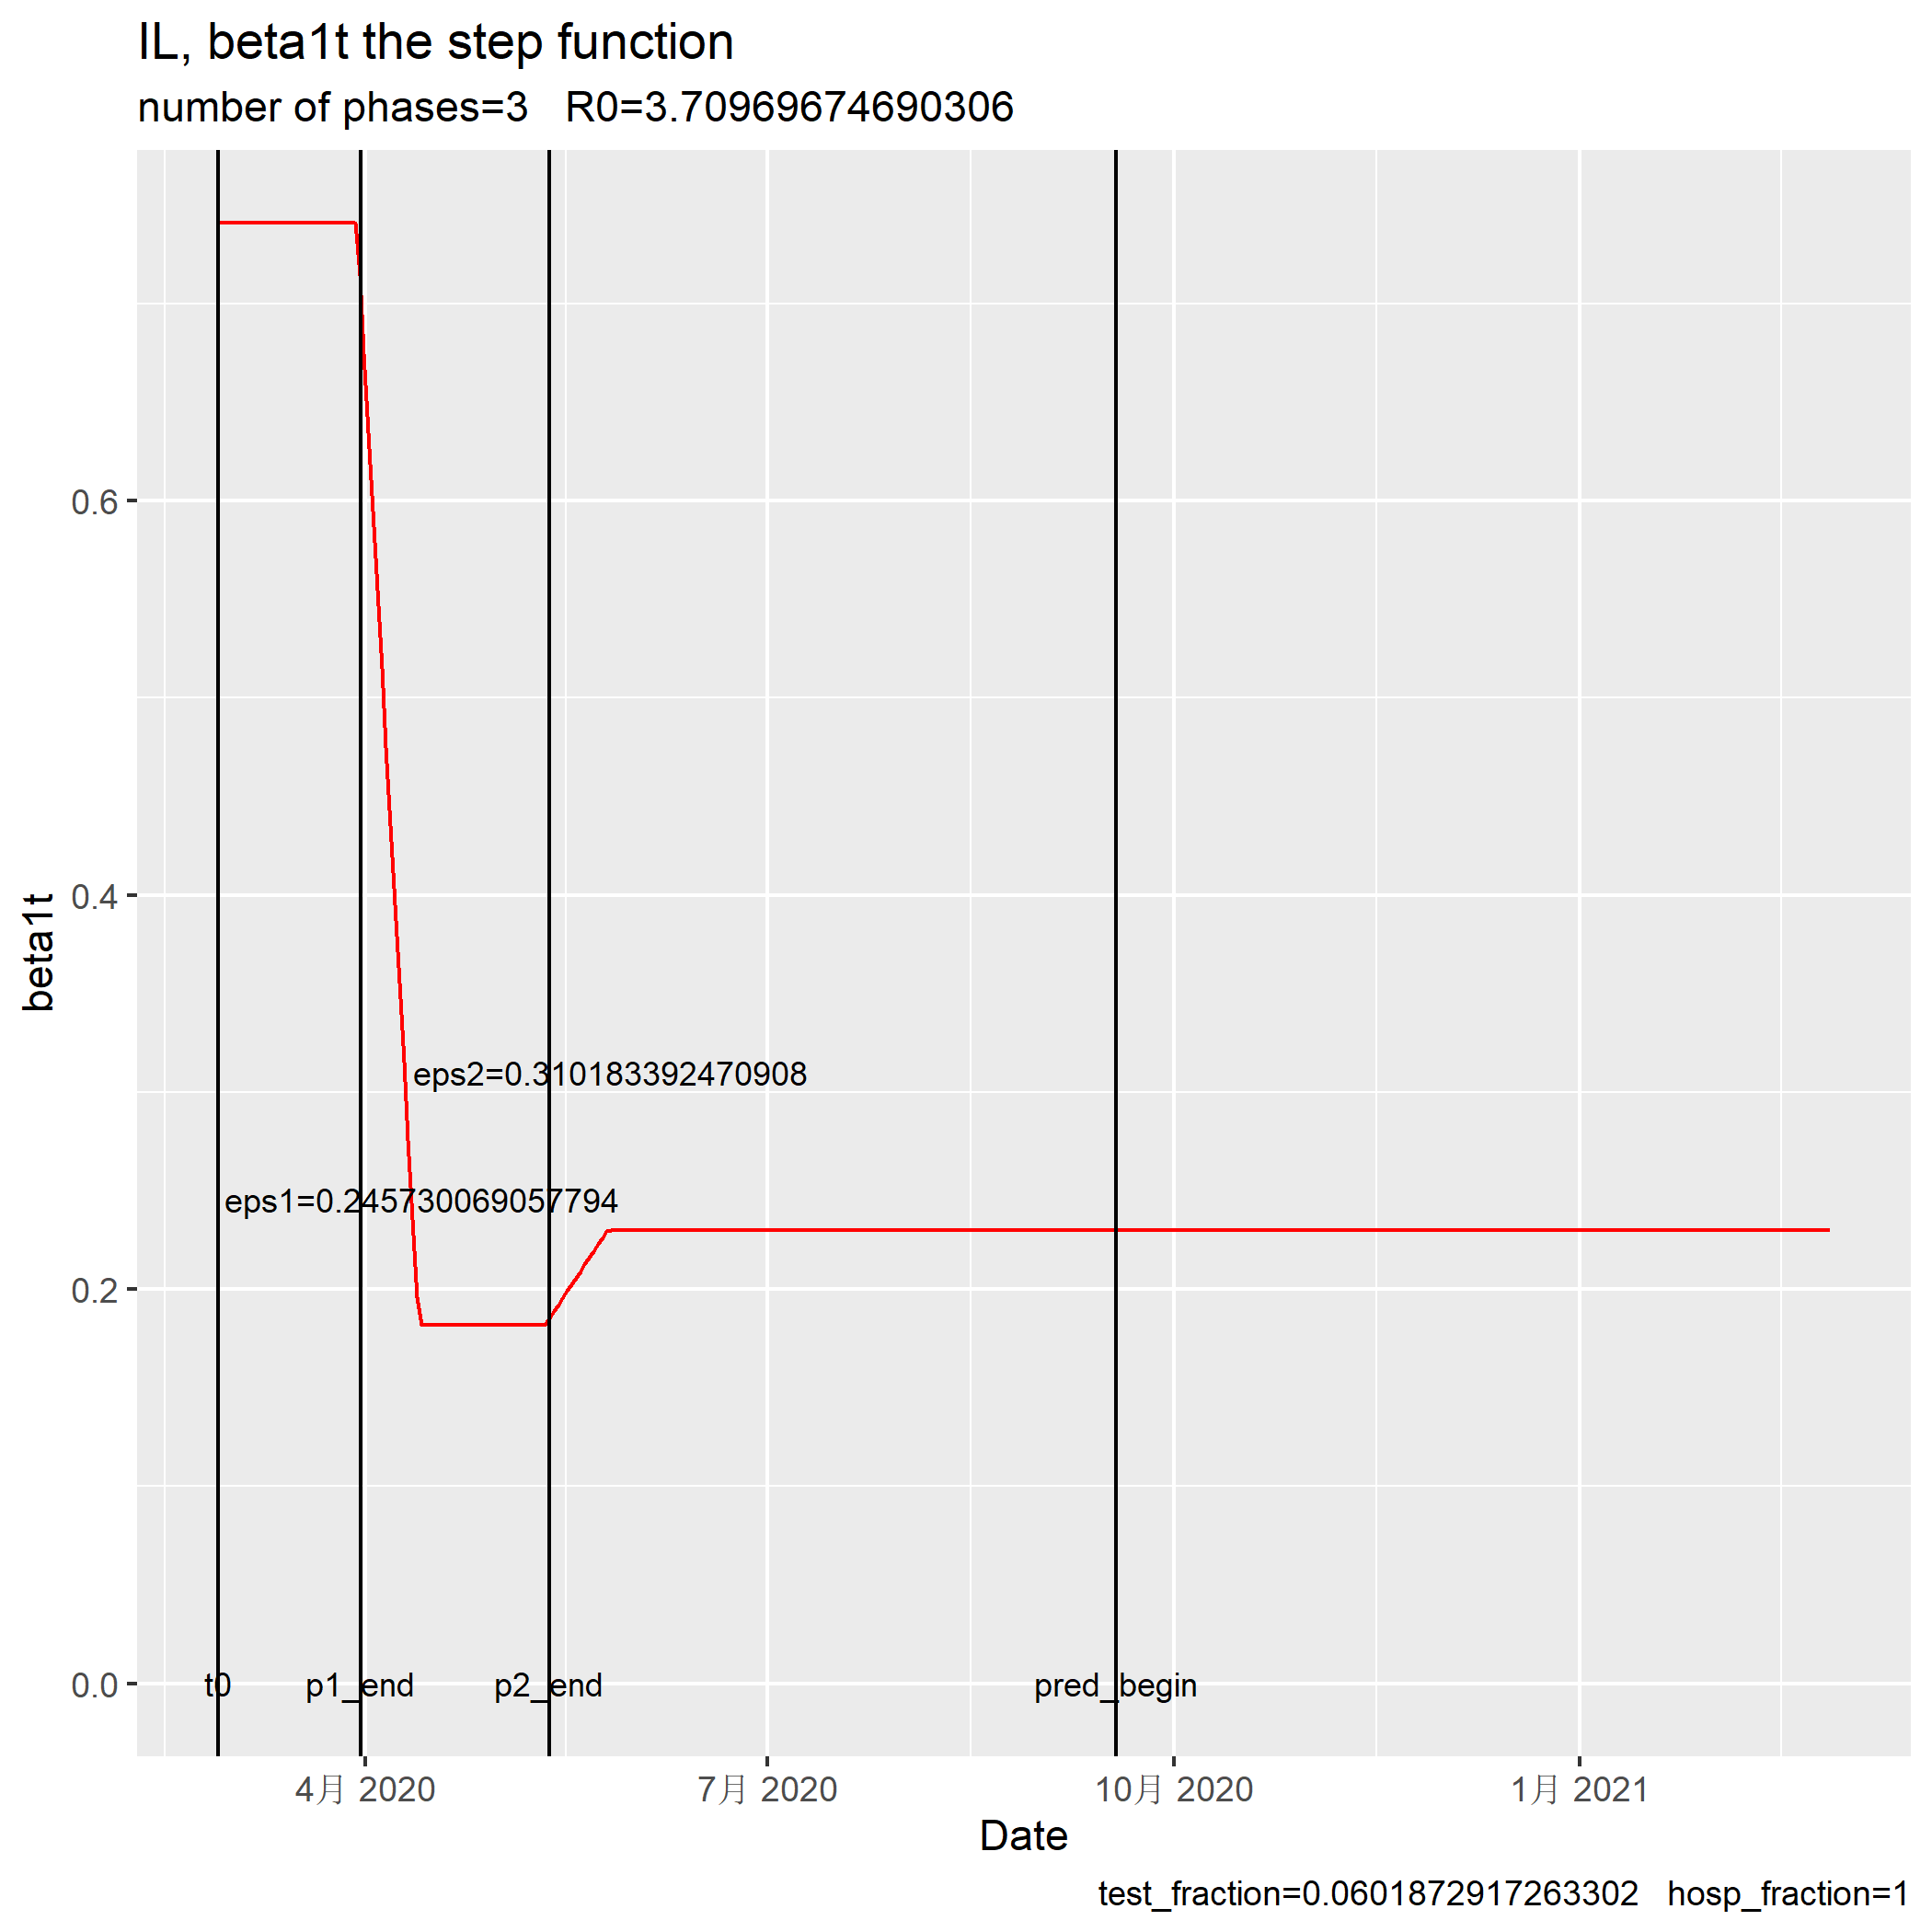 IL, beta1t the step function
number of phases=3   R0=3.70969674690306
0.6
0.4
0.2
0.0
beta1t
eps2=0.310183392470908
eps1=0.245730069057794
t0
p1_end
p2_end
pred_begin
4月 2020
7月 2020
10月 2020
1月 2021
Date
test_fraction=0.0601872917263302   hosp_fraction=1